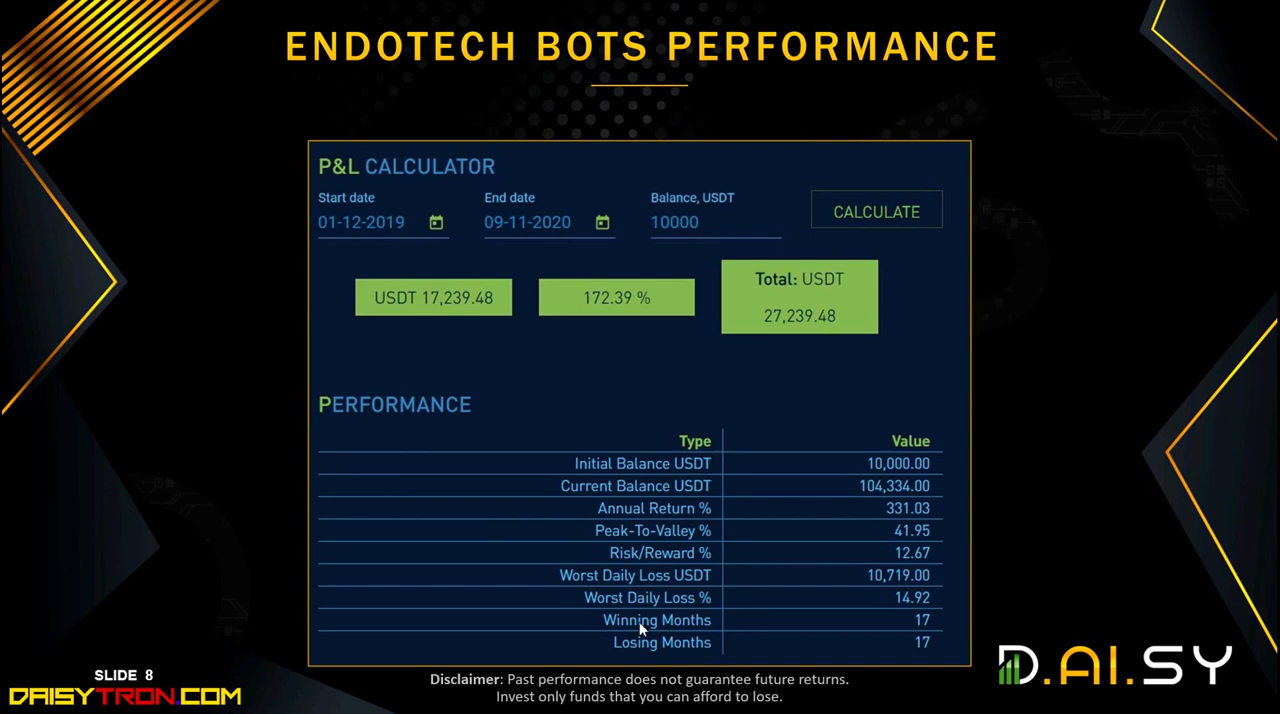 ENDOTECH BOTS PERFORMANCE
P&L CALCULATOR
Start date End date Balance, USDT
01-12-2019 09-11-2020 10000 CALCULATE
USDT 17,239.48 172.39 % Total: USDT
27,239.48
PERFORMANCE
Type Value
Initial Balance USDT 10,000.00
Current Balance USDT 104,334.00
Annual Return % 331.03
Peak-To-Valley % 41.95
Risk/Reward % 12.67
Worst Daily Loss USDT 10,719.00
Worst Daily Loss % 14.92
Winning Months 17
Losing Months 17
D.AI.SY
SLIDE 8
DAISYTRON.COM
Disclaimer: Past performance does not guarantee future returns.
Invest only funds that you can afford to lose.